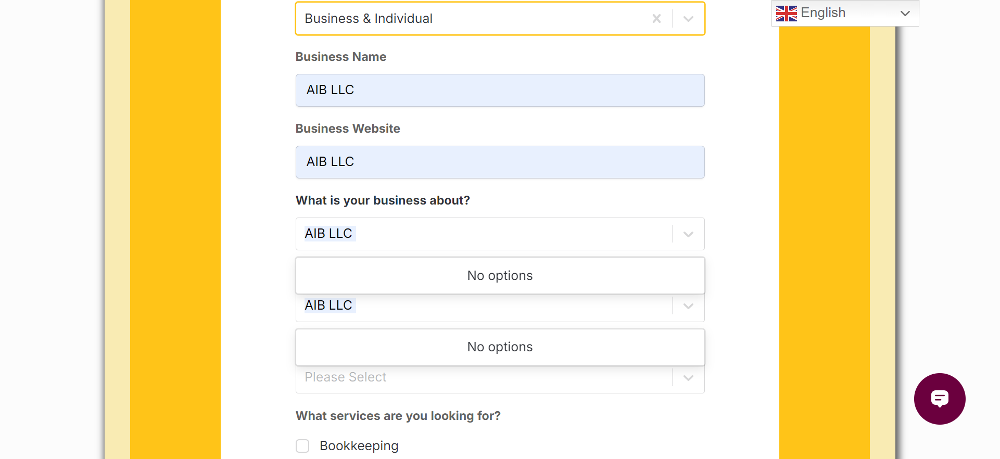 Business & Individual
English
Business Name
AIB LLC
Business Website
AIB LLC
What is your business about?
AIB LLC
No options
AIB LLC
No options
Please Select
What services are you looking for?
Bookkeeping